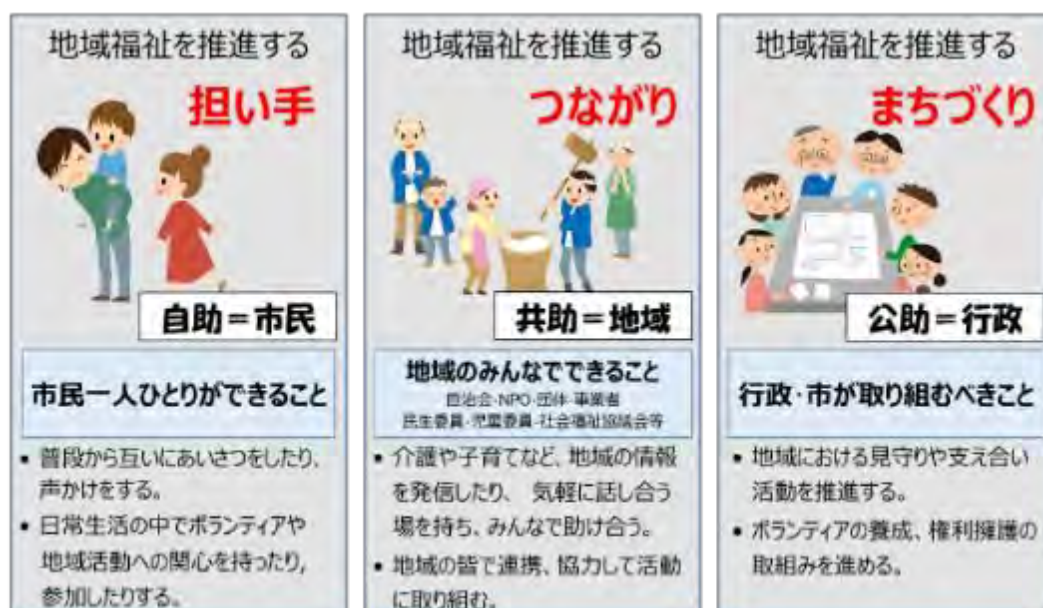 地域福祉を推進する
担い手
自助＝市民
市民一人ひとりができること
▪ 普段から互いにあいさつをしたり、
声かけをする。
▪ 日常生活の中でボランティアや
地域活動への関心を持ったり,
参加したりする。
地域福祉を推進する
つながり
共助＝地域
地域のみんなでできること
自治会・NPO・団体・事業者
民生委員・児童委員・社会福祉協議会等
▪ 介護や子育てなど、地域の情報
を発信したり、 気軽に話し合う
場を持ち、みんなで助け合う。
▪ 地域の皆で連携、協力して活動
に取り組む。
地域福祉を推進する
まちづくり
公助＝行政
行政・市が取り組むべきこと
▪ 地域における見守りや支え合い
活動を推進する。
▪ ボランティアの養成、権利擁護の
取組みを進める。